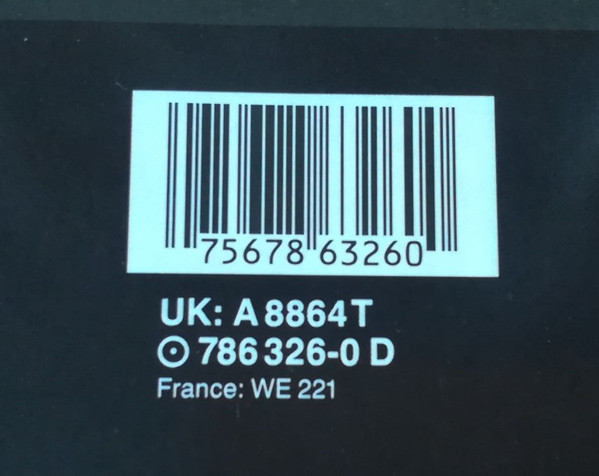 75678 63260
UK: A 8864 T
⊙ 786 326-0 D
France: WE 221